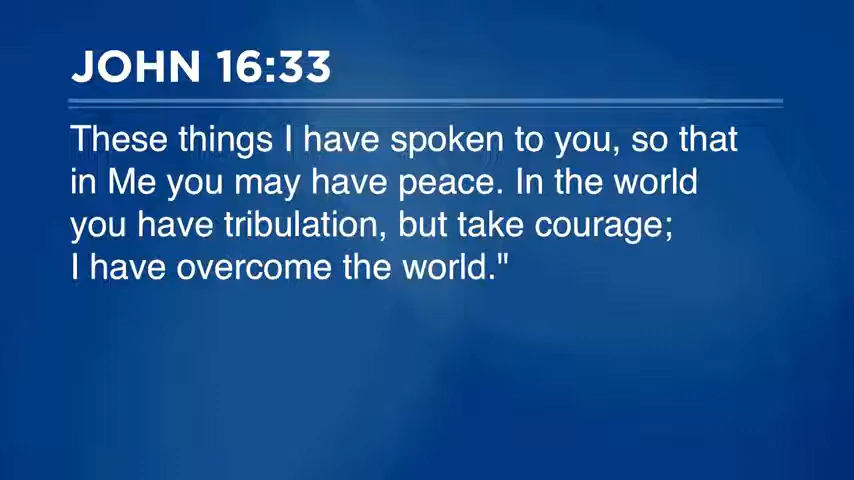 JOHN 16:33
These things I have spoken to you, so that
in Me you may have peace. In the world
you have tribulation, but take courage;
I have overcome the world."